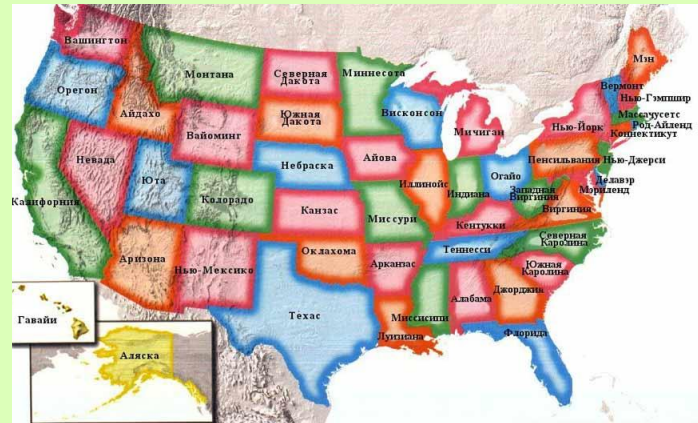 Вашингтон
Мэн
Монтана
Северная
Дакота
Миннесота
Орегон
Вермонт
Нью-Гэмпшир
Айдахо
Южная
Дакота
Висконсон
Массачусетс
Род-Айленд
Коннектикут
Нью-Йорк
Мичиган
Вайоминг
Айова
Пенсильвания
Нью-Джерси
Небраска
Невада
Юта
Иллинойс
Индиана
Огайо
Делавэр
Мэриленд
Западная
Виргиния
Виргиния
Калифорния
Колорадо
Канзас
Миссури
Кентукки
Северная
Каролина
Теннесси
Оклахома
Аризона
Нью-Мексико
Арканзас
Южная
Каролина
Джорджия
Алабама
Миссисипи
Техас
Луизиана
Флорида
Гавайи
Аляска